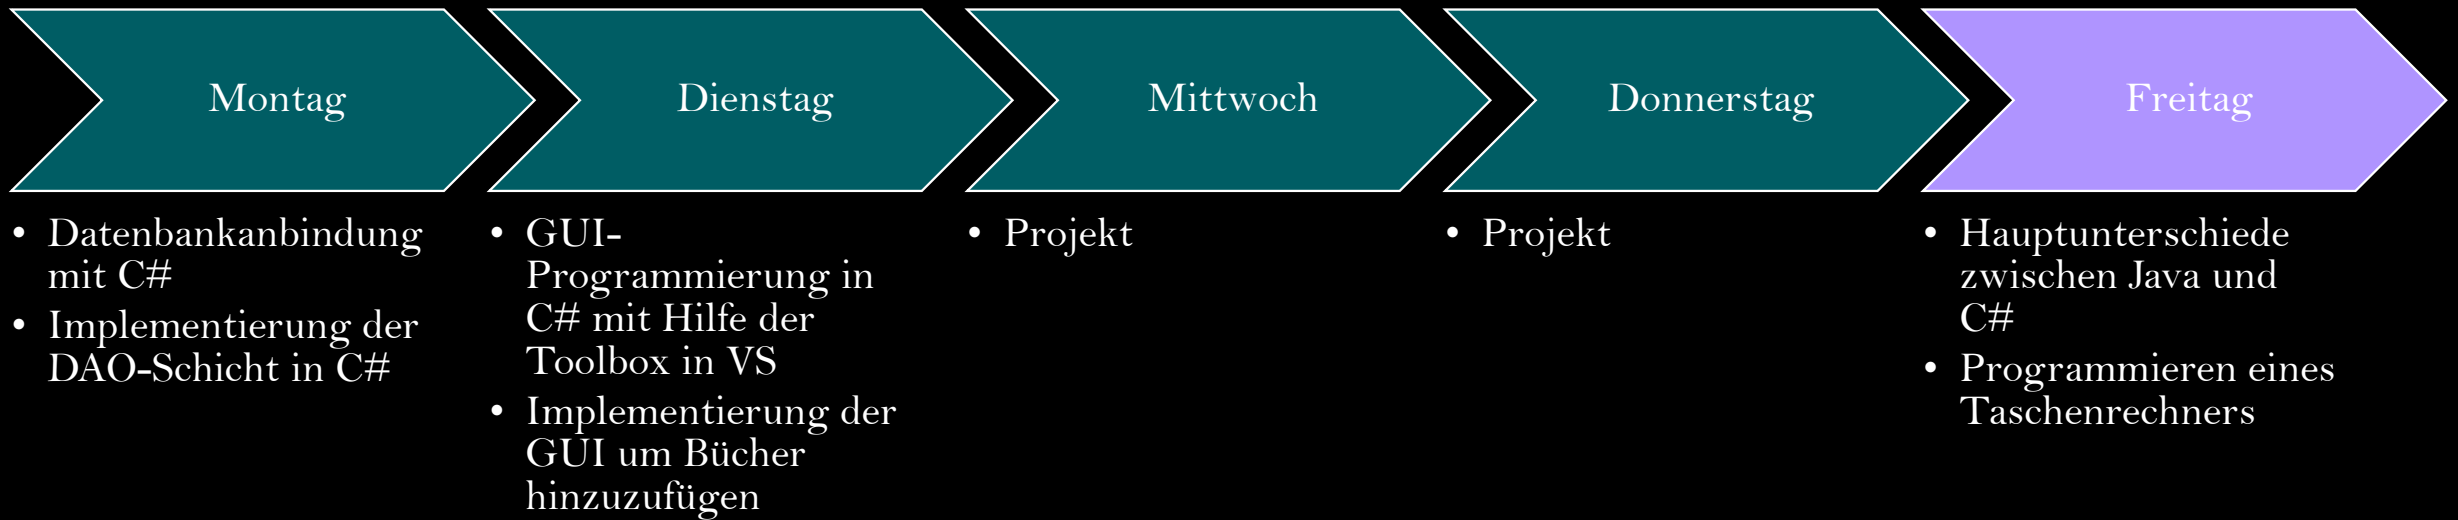 Montag
Dienstag
Mittwoch
Donnerstag
Freitag
• Datenbankanbindung
mit C#
• Implementierung der
DAO-Schicht in C#
• GUI-
Programmierung in
C# mit Hilfe der
Toolbox in VS
• Implementierung der
GUI um Bücher
hinzuzufügen
• Projekt
• Projekt
• Hauptunterschiede
zwischen Java und
C#
• Programmieren eines
Taschenrechners